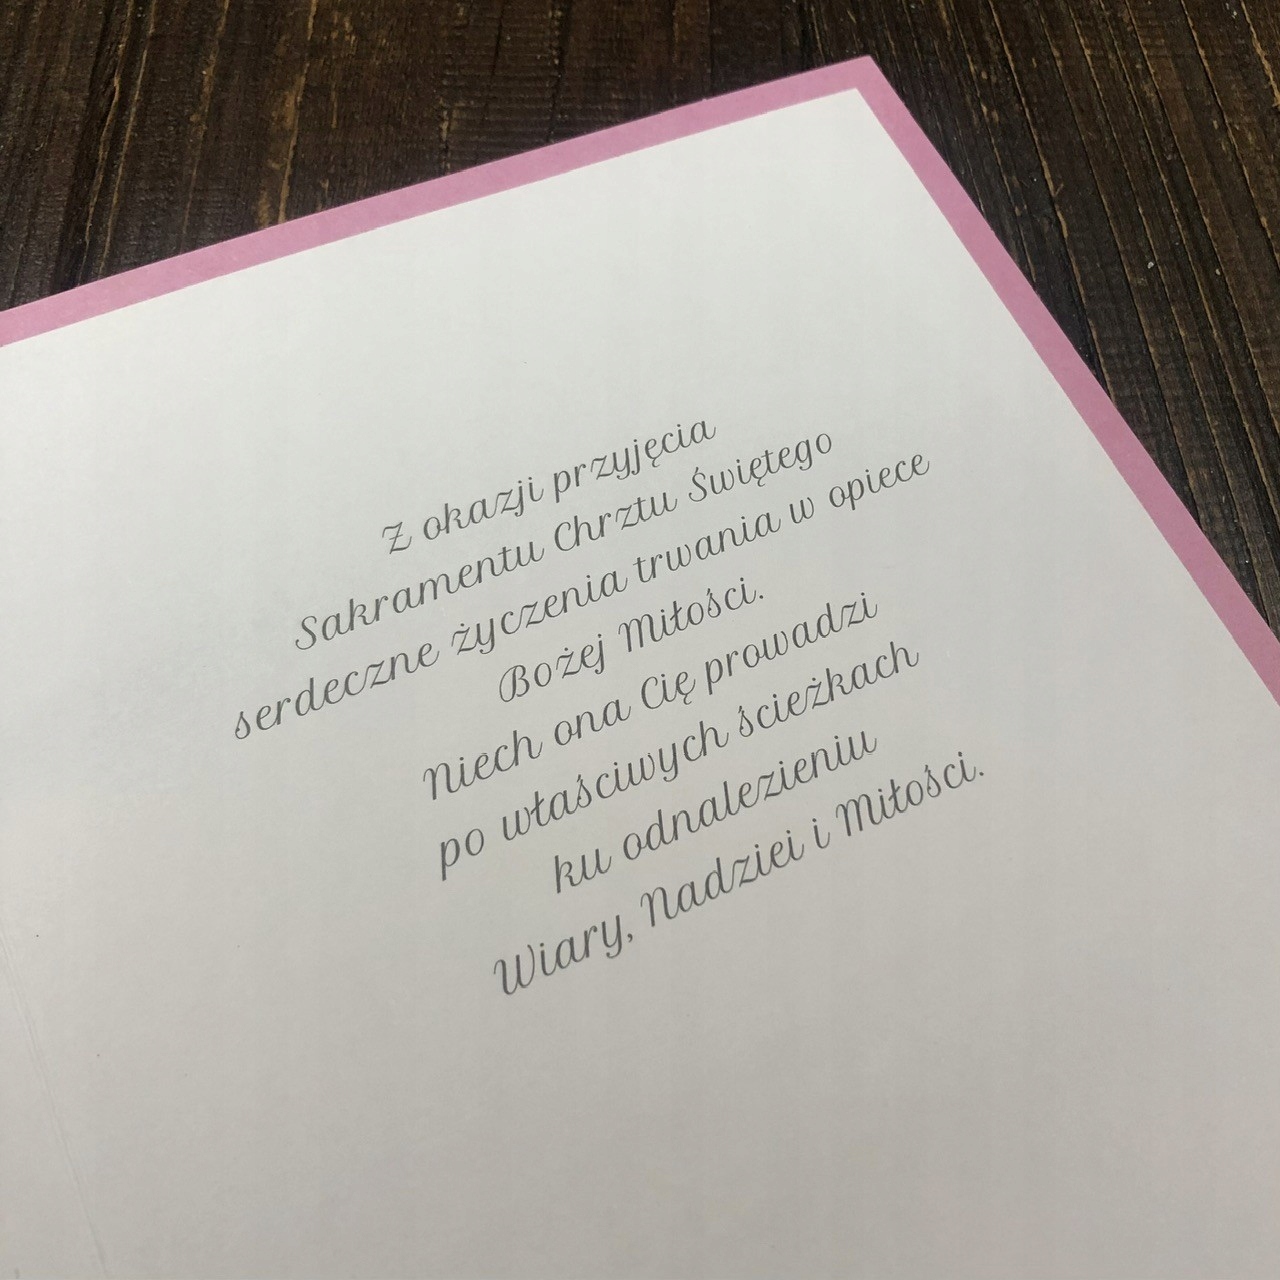 Z okazji przyjęcia
Sakramentu Chrztu Świętego
serdeczne życzenia trwania w opiece
Bożej Miłości.
Niech ona Cię prowadzi
po właściwych ścieżkach
ku odnalezieniu
Wiary, Nadziei i Miłości.